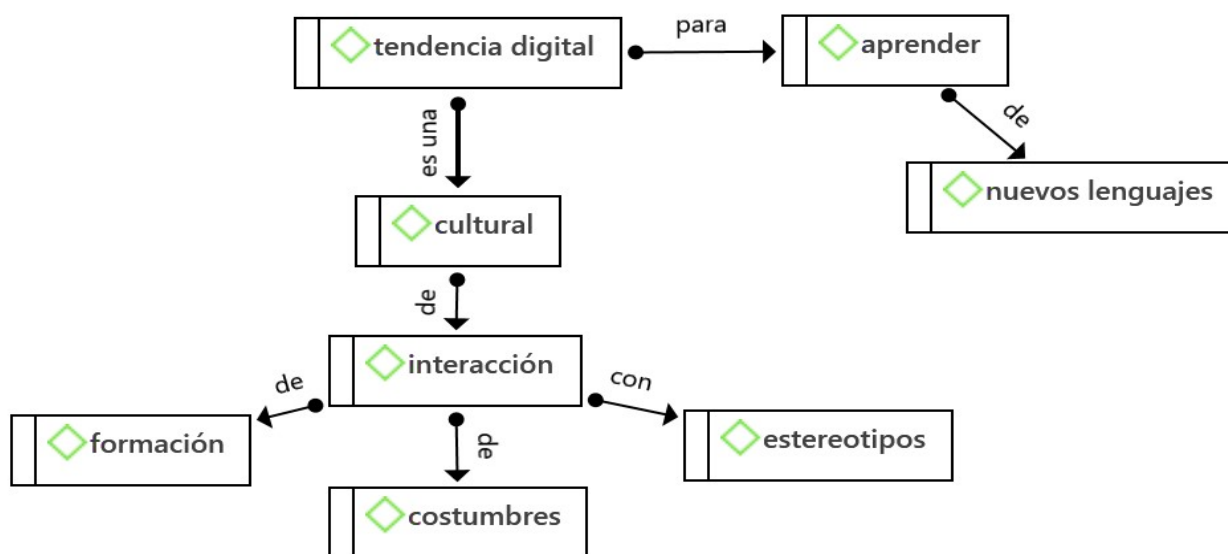 tendencia digital
para
aprender
de
nuevos lenguajes
es una
cultural
de
interacción
de
con
formación
de
estereotipos
costumbres